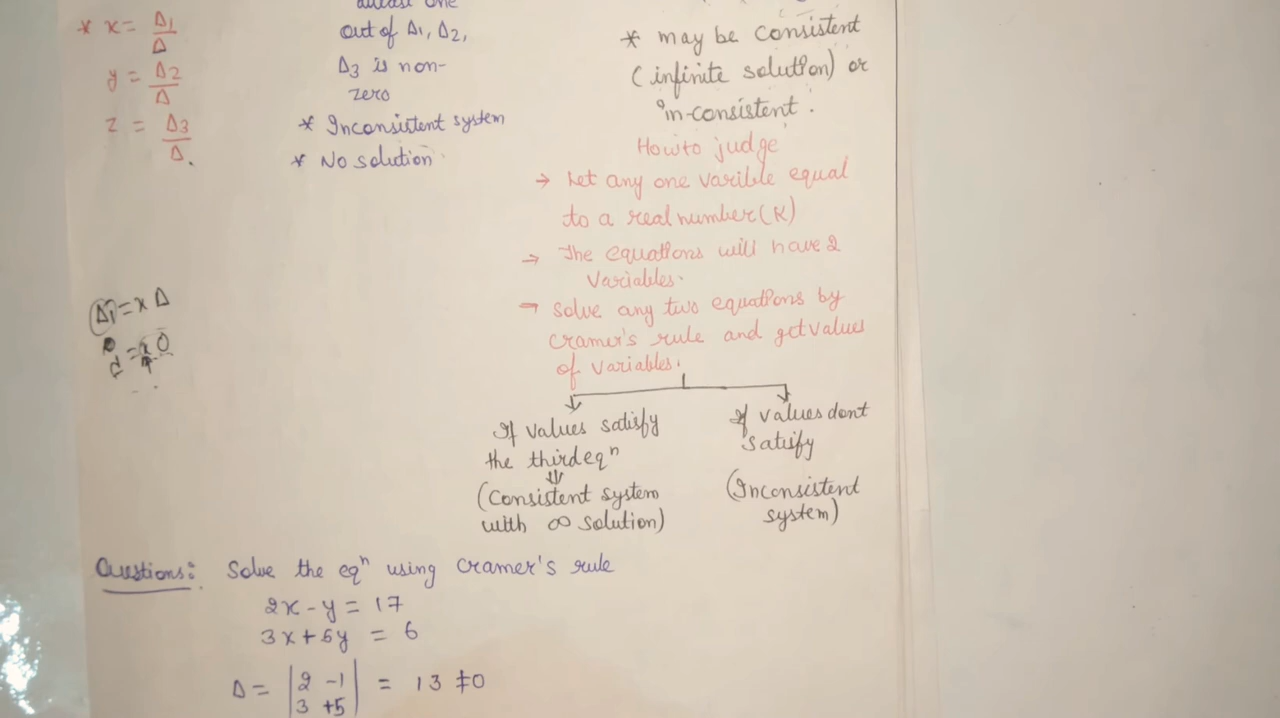 * x = Δ1/Δ
y = Δ2/Δ
z = Δ3/Δ.
one
out of Δ1, Δ2,
Δ3 is non-
zero
* Inconsistent system
* No solution
* may be consistent
(infinite solution) or
in-consistent.
How to judge
→ Let any one varible equal
to a real number (K)
→ The equations will have 2
Variables.
→ Solve any two equations by
cramer's rule and get values
of variables.
If values satisfy
the third eqⁿ
⇓
(Consistent system
with ∞ solution)
If values dont
satisfy
(Inconsistent
system)
Δ1 = x Δ
Questions: Solve the eqⁿ using Cramer's rule
2x - y = 17
3x + 5y = 6
Δ = |2 -1| = 13 ≠ 0
|3 +5|